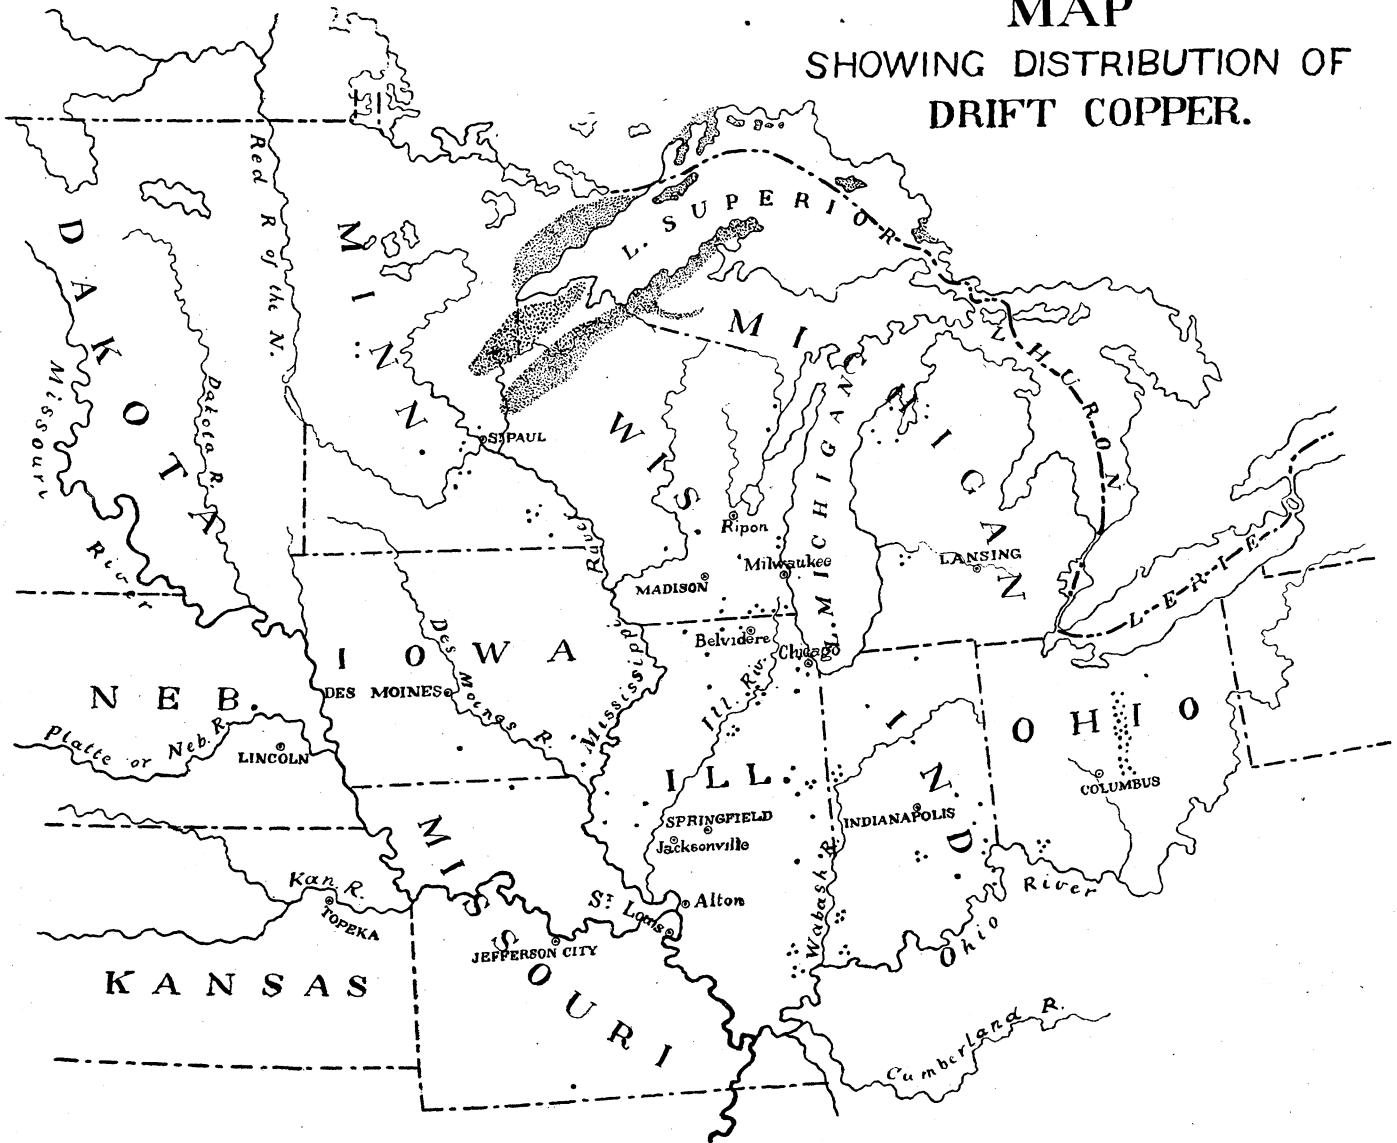 MAP
SHOWING DISTRIBUTION OF
DRIFT COPPER.
Red R of the N.
DAKOTA
MINN.
L. SUPERIOR
MICHIGAN
L HURON
Missouri
River
Dakota R.
ST PAUL
WIS.
L. MICHIGAN
Ripon
MADISON
Milwaukee
LANSING
L. ERIE
River
Mississippi
Belvidere
Chicago
IOWA
Des Moines R.
DES MOINES
NEB.
Platte or Neb. R.
LINCOLN
Ill. Riv.
ILL.
SPRINGFIELD
Jacksonville
IND.
INDIANAPOLIS
OHIO
COLUMBUS
MISSOURI
Kan. R.
TOPEKA
KANSAS
St. Louis
Alton
JEFFERSON CITY
Wabash R.
Ohio River
Cumberland R.